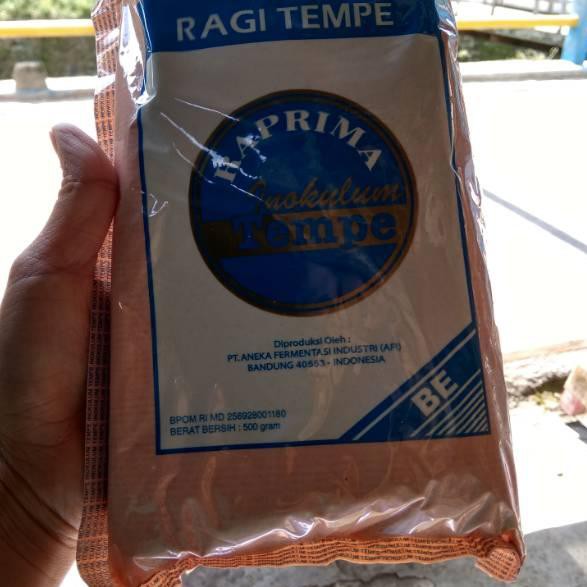 RAGI TEMPE
RAPRIMA
Inokulum
Tempe
Diproduksi Oleh :
PT. ANEKA FERMENTASI INDUSTRI (AFI)
BANDUNG 40553 - INDONESIA
BE
BPOM RI MD 256928001180
BERAT BERSIH : 500 gram